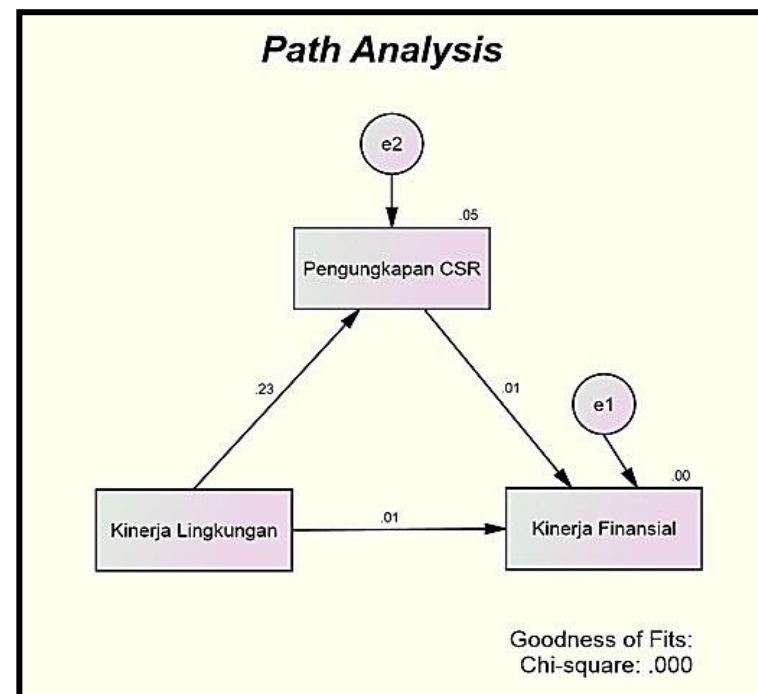 Path Analysis
e2
.05
Pengungkapan CSR
.23
.01
e1
.00
Kinerja Lingkungan
.01
Kinerja Finansial
Goodness of Fits:
Chi-square: .000